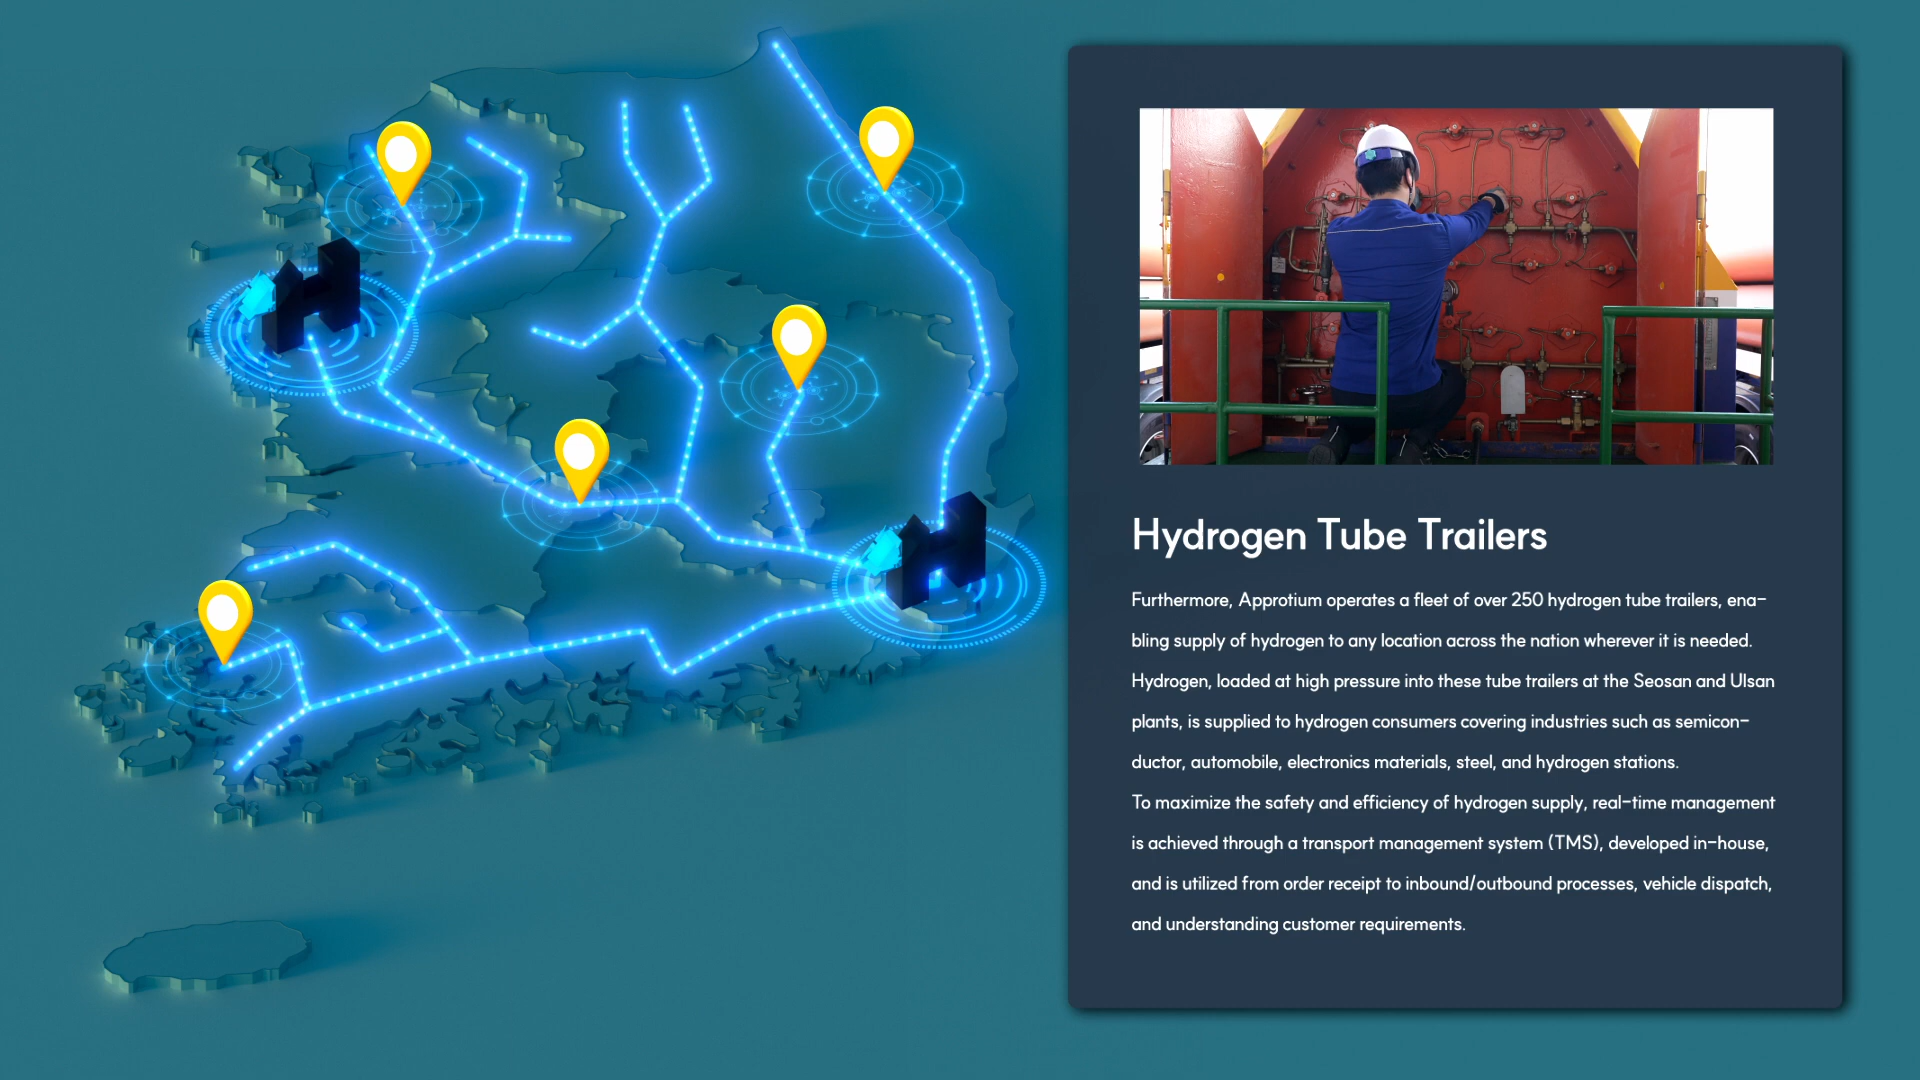 Hydrogen Tube Trailers
Furthermore, Approtium operates a fleet of over 250 hydrogen tube trailers, ena-
bling supply of hydrogen to any location across the nation wherever it is needed.
Hydrogen, loaded at high pressure into these tube trailers at the Seosan and Ulsan
plants, is supplied to hydrogen consumers covering industries such as semicon-
ductor, automobile, electronics materials, steel, and hydrogen stations.
To maximize the safety and efficiency of hydrogen supply, real-time management
is achieved through a transport management system (TMS), developed in-house,
and is utilized from order receipt to inbound/outbound processes, vehicle dispatch,
and understanding customer requirements.